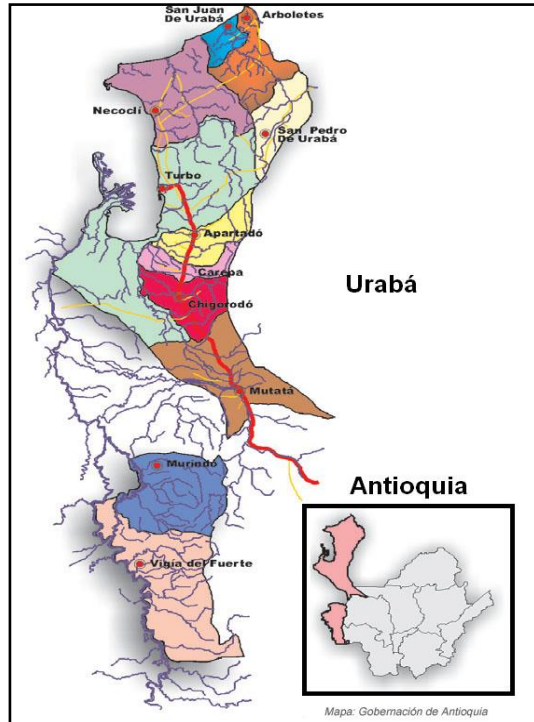 San Juan
De Urabá
Arboletes
Necoclí
San Pedro
De Urabá
Turbo
Apartadó
Carepa
Chigorodó
Urabá
Mutatá
Murindó
Antioquia
Vigía del Fuerte
Mapa: Gobernación de Antioquia